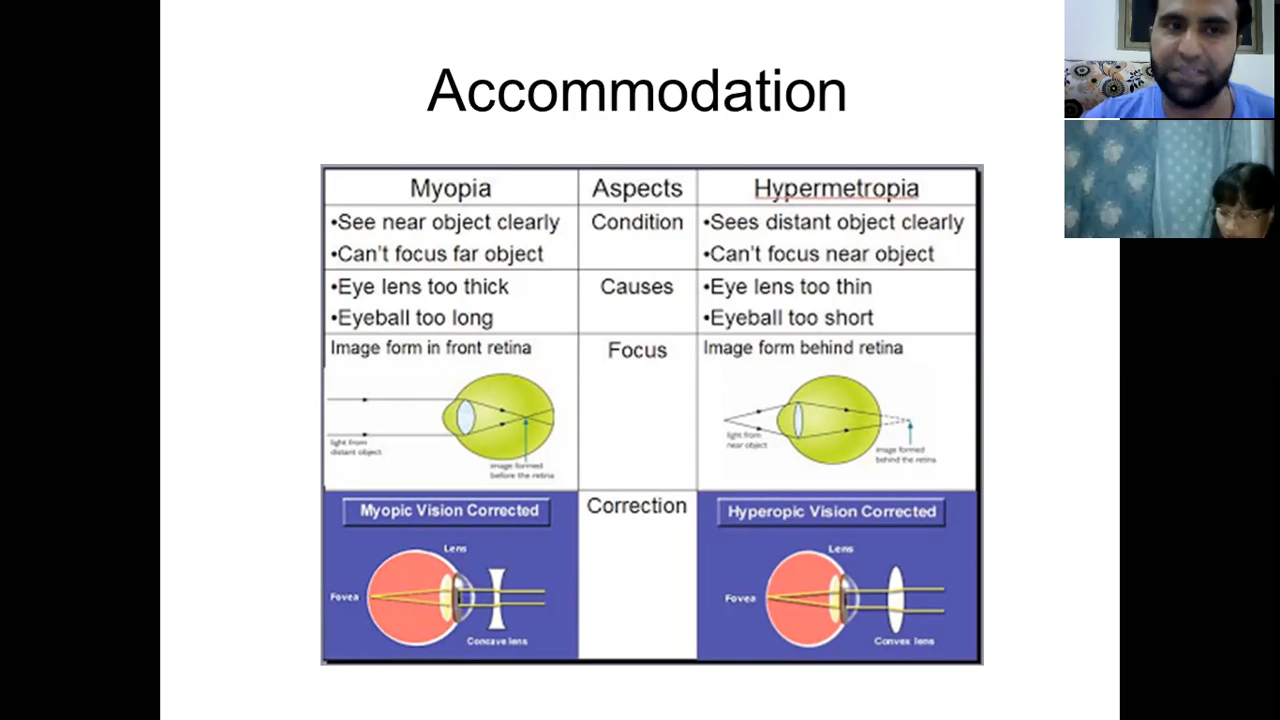 Accommodation
Myopia Aspects Hypermetropia
•See near object clearly Condition •Sees distant object clearly
•Can't focus far object •Can't focus near object
•Eye lens too thick Causes •Eye lens too thin
•Eyeball too long •Eyeball too short
Image form in front retina Focus Image form behind retina
light from
distant object
image formed
before the retina
light from
near object
image formed
behind the retina
Correction
Myopic Vision Corrected
Lens
Fovea
Concave lens
Hyperopic Vision Corrected
Lens
Fovea
Convex lens